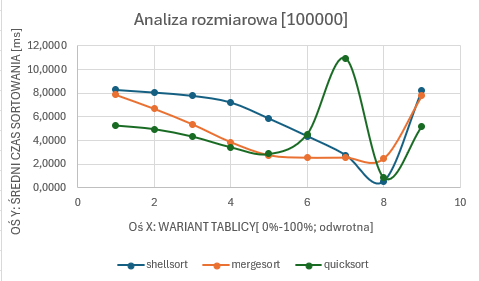 Analiza rozmiarowa [100000]
OŚ Y: ŚREDNI CZAS SORTOWANIA [ms]
12,0000
10,0000
8,0000
6,0000
4,0000
2,0000
0,0000
0 2 4 6 8 10
Oś X: WARIANT TABLICY[ 0%-100%; odwrotna]
shellsort mergesort quicksort